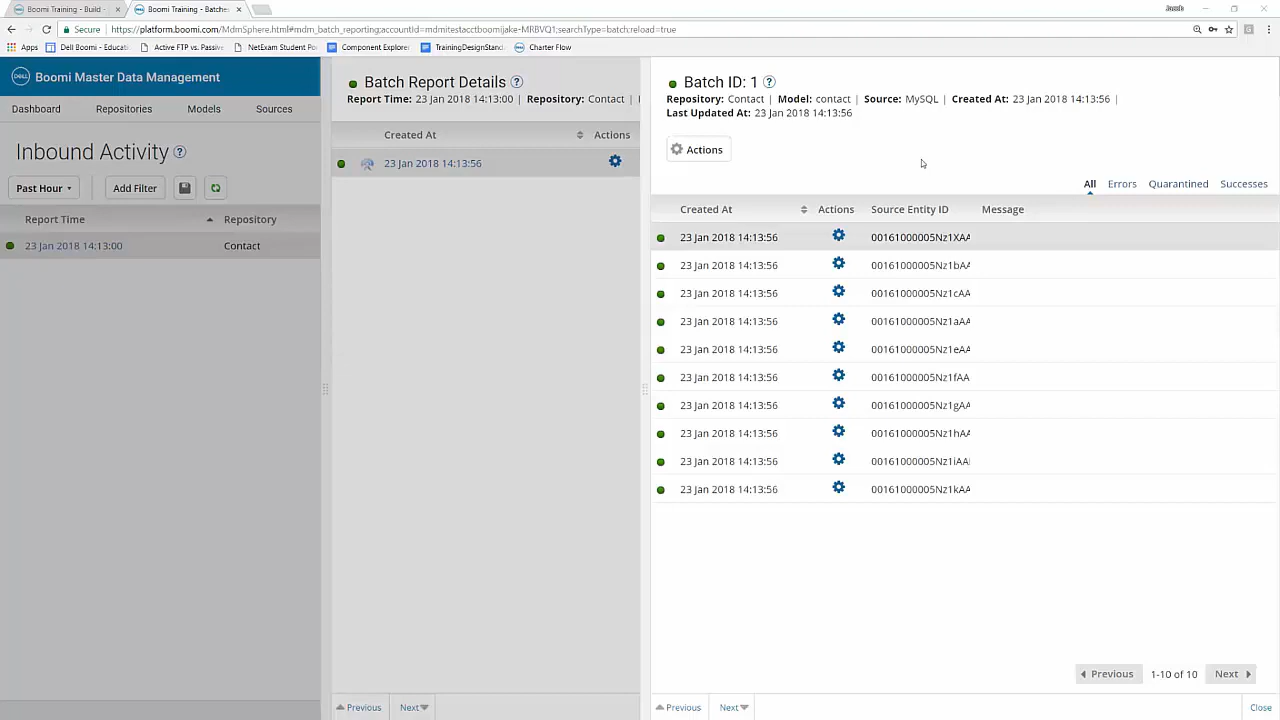 Boomi Training - Build -
Boomi Training - Batche
Secure
https://platform.boomi.com/MdmSphere.html#mdm_batch_reporting;accountId=mdmitestacctboomijake-MRBVQ1;searchType=batch;reload=true
Apps
Dell Boomi - Educati
Active FTP vs. Passiv
NetExam Student Po
Component Explorer
TrainingDesignStand
Charter Flow
DELL Boomi Master Data Management
Dashboard
Repositories
Models
Sources
Inbound Activity ?
Past Hour
Add Filter
Report Time
Repository
23 Jan 2018 14:13:00
Contact
Batch Report Details ?
Report Time: 23 Jan 2018 14:13:00 | Repository: Contact |
Created At
Actions
23 Jan 2018 14:13:56
Previous
Next
Batch ID: 1 ?
Repository: Contact | Model: contact | Source: MySQL | Created At: 23 Jan 2018 14:13:56 |
Last Updated At: 23 Jan 2018 14:13:56
Actions
All
Errors
Quarantined
Successes
Created At
Actions
Source Entity ID
Message
23 Jan 2018 14:13:56 00161000005Nz1XAA
23 Jan 2018 14:13:56 00161000005Nz1bAA
23 Jan 2018 14:13:56 00161000005Nz1cAA
23 Jan 2018 14:13:56 00161000005Nz1aAA
23 Jan 2018 14:13:56 00161000005Nz1eAA
23 Jan 2018 14:13:56 00161000005Nz1fAA
23 Jan 2018 14:13:56 00161000005Nz1gAA
23 Jan 2018 14:13:56 00161000005Nz1hAA
23 Jan 2018 14:13:56 00161000005Nz1iAA
23 Jan 2018 14:13:56 00161000005Nz1kAA
Previous
1-10 of 10
Next
Previous
Next
Close